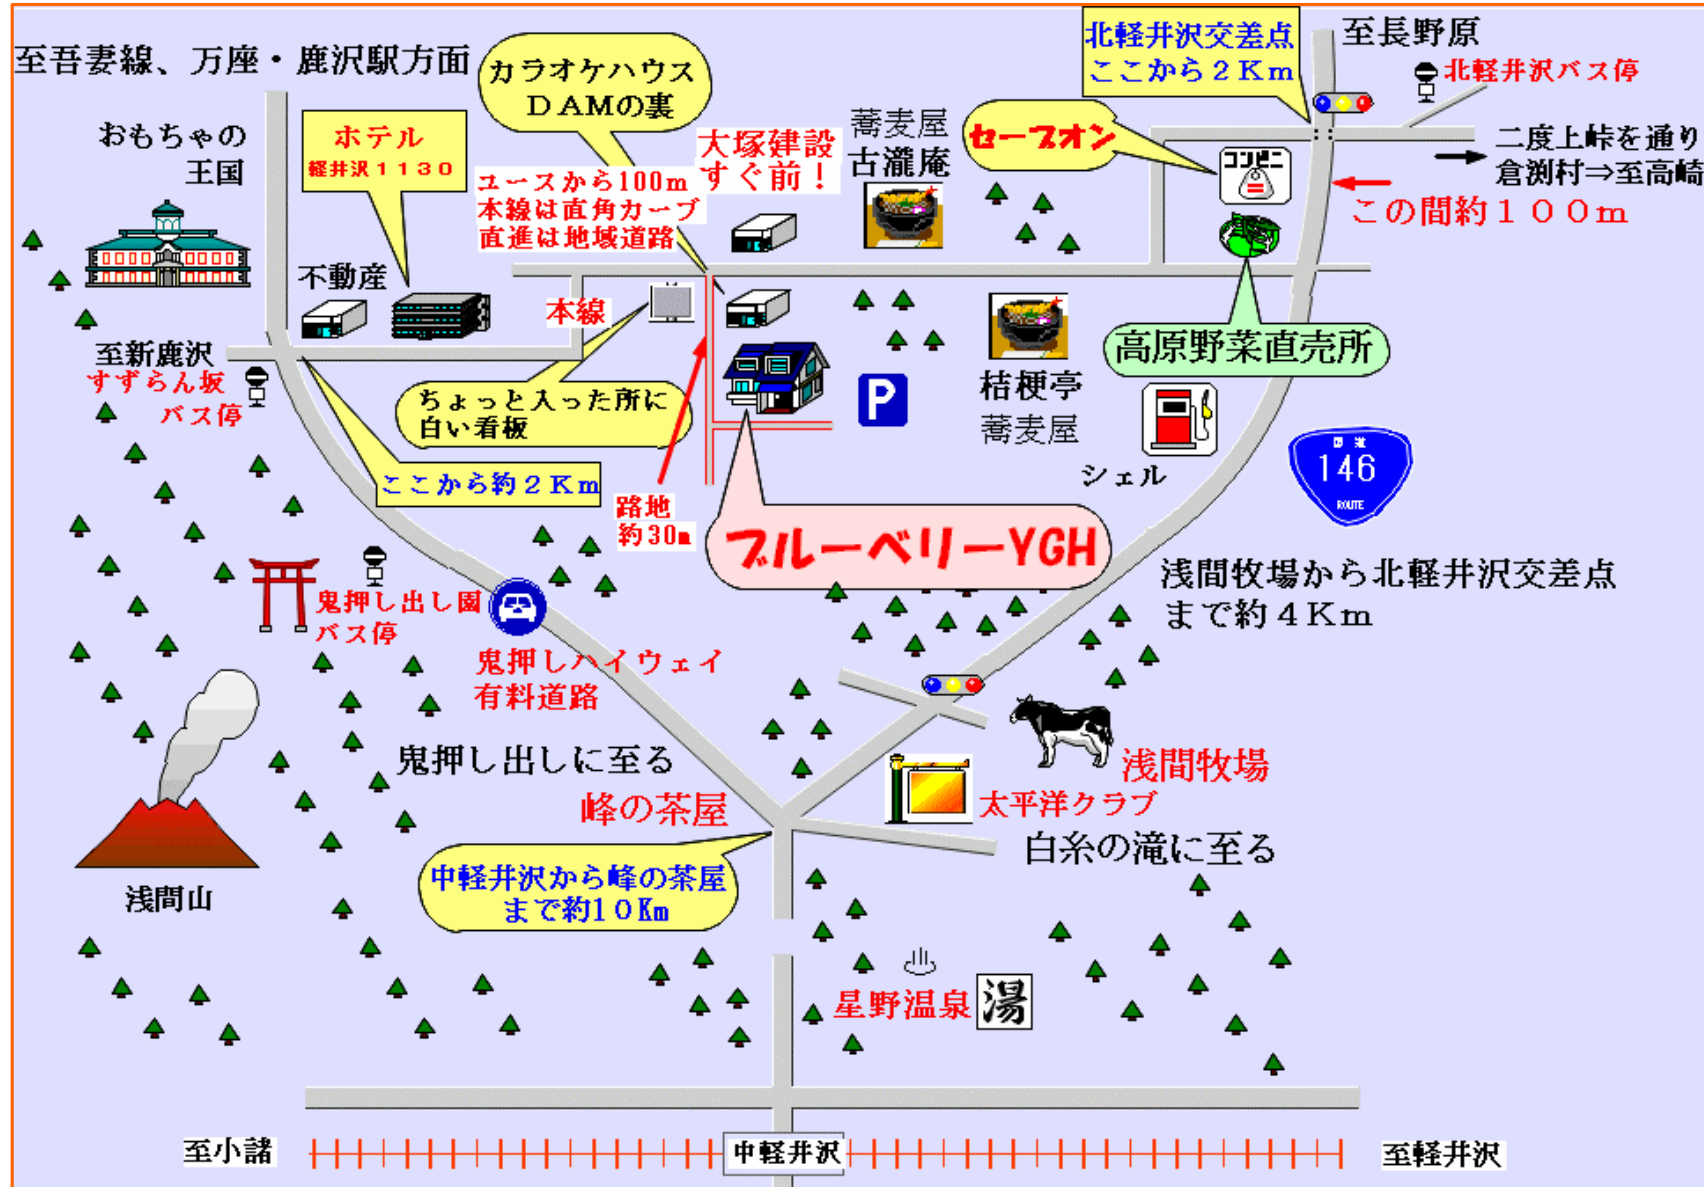 至吾妻線、万座・鹿沢駅方面
カラオケハウス
DAMの裏
北軽井沢交差点
ここから2Km
至長野原
北軽井沢バス停
おもちゃの
王国
ホテル
軽井沢1130
大塚建設
すぐ前!
蕎麦屋
古瀧庵
セーブオン
コンビニ
二度上峠を通り
倉渕村⇒至高崎
ユースから100m
本線は直角カーブ
直進は地域道路
この間約100m
不動産
本線
高原野菜直売所
至新鹿沢
すずらん坂
バス停
ちょっと入った所に
白い看板
P
桔梗亭
蕎麦屋
シェル
国道
146
ROUTE
ここから約2Km
路地
約30m
ブルーベリーYGH
浅間牧場から北軽井沢交差点
まで約4Km
鬼押し出し園
バス停
鬼押しハイウェイ
有料道路
鬼押し出しに至る
浅間牧場
峰の茶屋
太平洋クラブ
白糸の滝に至る
中軽井沢から峰の茶屋
まで約10Km
浅間山
星野温泉
湯
至小諸
中軽井沢
至軽井沢